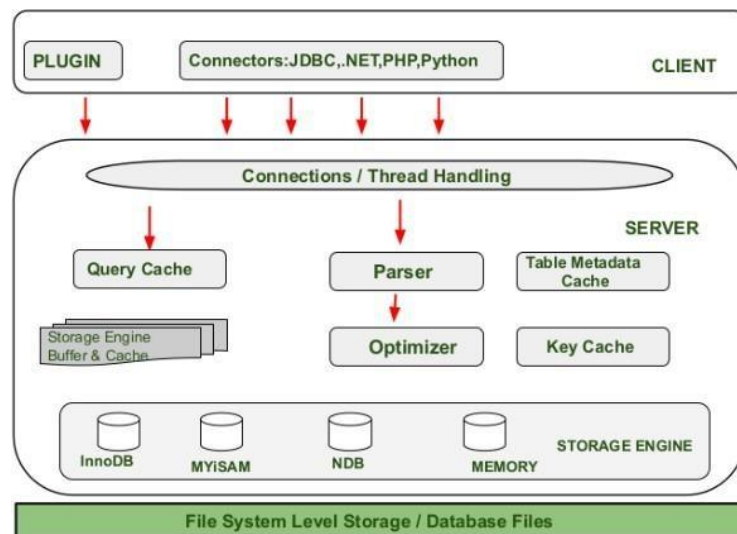 PLUGIN
Connectors:JDBC,.NET,PHP,Python
CLIENT
Connections / Thread Handling
SERVER
Query Cache
Parser
Table Metadata
Cache
Storage Engine
Buffer & Cache
Optimizer
Key Cache
InnoDB
MYiSAM
NDB
MEMORY
STORAGE ENGINE
File System Level Storage / Database Files